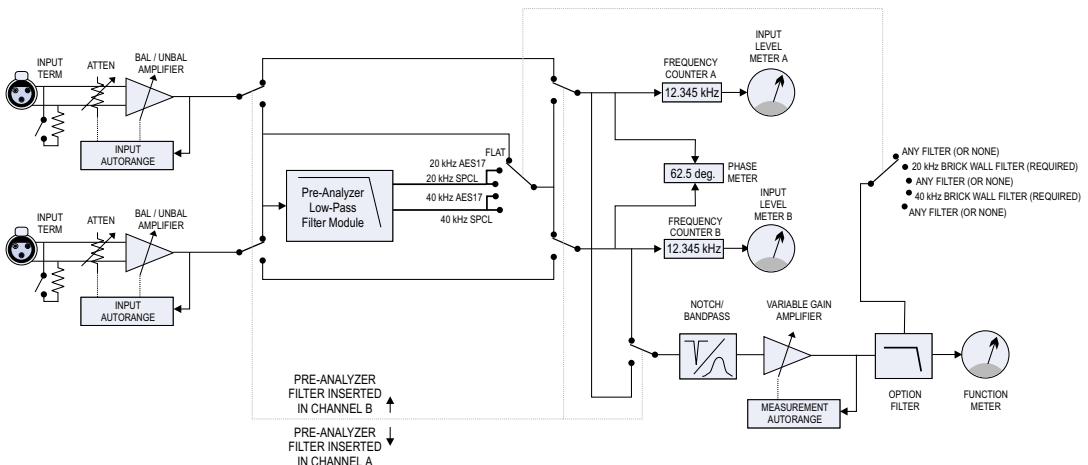 INPUT
TERM
ATTEN
BAL / UNBAL
AMPLIFIER
INPUT
AUTORANGE
INPUT
TERM
ATTEN
BAL / UNBAL
AMPLIFIER
INPUT
AUTORANGE
Pre-Analyzer
Low-Pass
Filter Module
FLAT
20 kHz AES17
20 kHz SPCL
40 kHz AES17
40 kHz SPCL
FREQUENCY
COUNTER A
12.345 kHz
INPUT
LEVEL
METER A
62.5 deg.
PHASE
METER
INPUT
LEVEL
METER B
FREQUENCY
COUNTER B
12.345 kHz
ANY FILTER (OR NONE)
20 kHz BRICK WALL FILTER (REQUIRED)
ANY FILTER (OR NONE)
40 kHz BRICK WALL FILTER (REQUIRED)
ANY FILTER (OR NONE)
NOTCH/
BANDPASS
VARIABLE GAIN
AMPLIFIER
MEASUREMENT
AUTORANGE
OPTION
FILTER
FUNCTION
METER
PRE-ANALYZER
FILTER INSERTED
IN CHANNEL B
PRE-ANALYZER
FILTER INSERTED
IN CHANNEL A